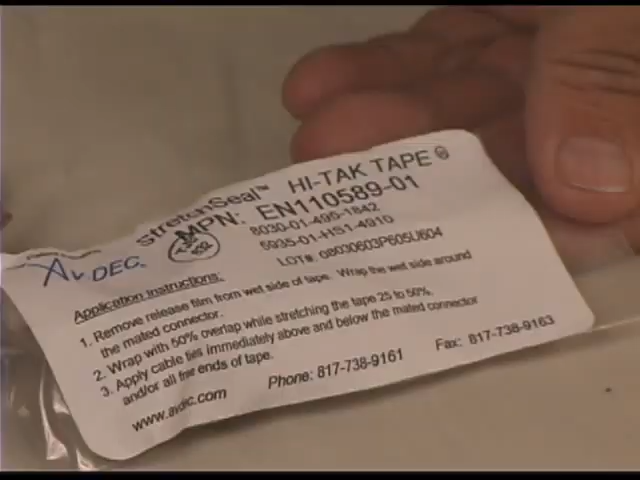 StretchSeal™ HI-TAK TAPE®
MPN: EN110589-01
8030-01-495-1842
5935-01-HS1-4910
LOT# 08030603P605U604
AvDEC.
Application Instructions:
1. Remove release film from wet side of tape. Wrap the wet side around
the mated connector.
2. Wrap with 50% overlap while stretching the tape 25 to 50%.
3. Apply cable ties immediately above and below the mated connector
and/or all free ends of tape.
www.avdec.com Phone: 817-738-9161 Fax: 817-738-9163